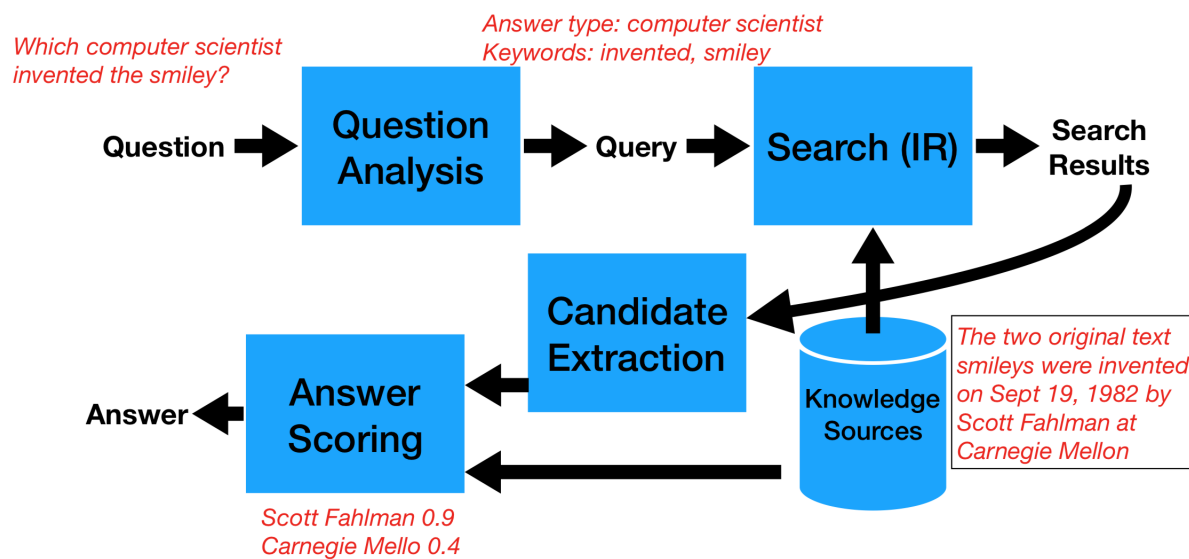 Which computer scientist
invented the smiley?
Answer type: computer scientist
Keywords: invented, smiley
Question
Question
Analysis
Query
Search (IR)
Search
Results
Candidate
Extraction
Knowledge
Sources
The two original text
smileys were invented
on Sept 19, 1982 by
Scott Fahlman at
Carnegie Mellon
Answer
Scoring
Answer
Scott Fahlman 0.9
Carnegie Mello 0.4